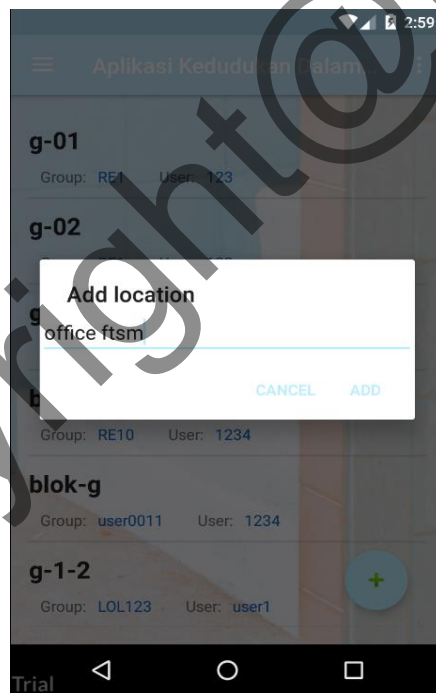 2:59
Aplikasi Kedudukan Dalam...
g-01
Group: RE1 User: 123
g-02
Add location
office ftsm
CANCEL ADD
Group: RE10 User: 1234
blok-g
Group: user0011 User: 1234
g-1-2
Group: LOL123 User: user1
+
Trial